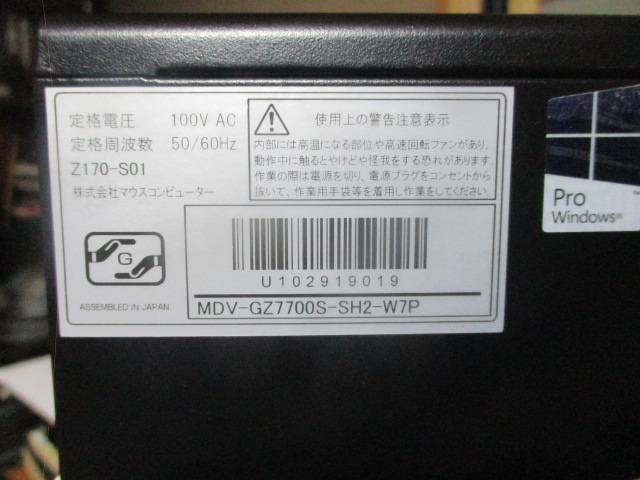 定格電圧 100V AC
定格周波数 50/60Hz
Z170-S01
株式会社マウスコンピューター
使用上の警告注意表示
内部には高温になる部位や高速回転ファンがあり、
動作中に触るとやけどや怪我をする恐れがあります。
作業の際は電源を切り、電源プラグをコンセントから
抜いて、作業用手袋等を着用し作業をしてください。
G
ASSEMBLED IN JAPAN
U102919019
MDV-GZ7700S-SH2-W7P
Pro
Windows®